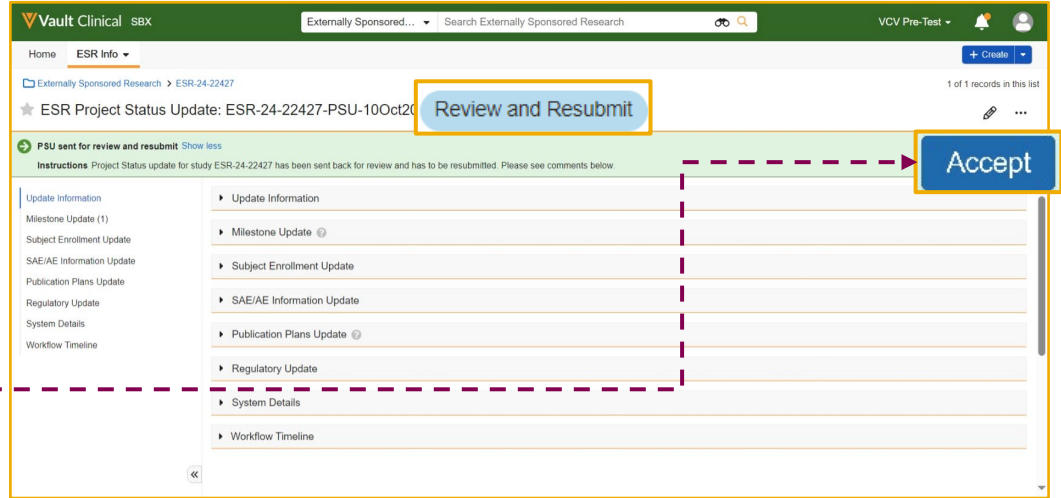 Vault Clinical SBX
Externally Sponsored... Search Externally Sponsored Research
VCV Pre-Test
Home ESR Info
+ Create
Externally Sponsored Research > ESR-24-22427
1 of 1 records in this list
ESR Project Status Update: ESR-24-22427-PSU-10Oct20
Review and Resubmit
PSU sent for review and resubmit Show less
Instructions Project Status update for study ESR-24-22427 has been sent back for review and has to be resubmitted. Please see comments below.
Accept
Update Information
Milestone Update (1)
Subject Enrollment Update
SAE/AE Information Update
Publication Plans Update
Regulatory Update
System Details
Workflow Timeline
Update Information
Milestone Update
Subject Enrollment Update
SAE/AE Information Update
Publication Plans Update
Regulatory Update
System Details
Workflow Timeline